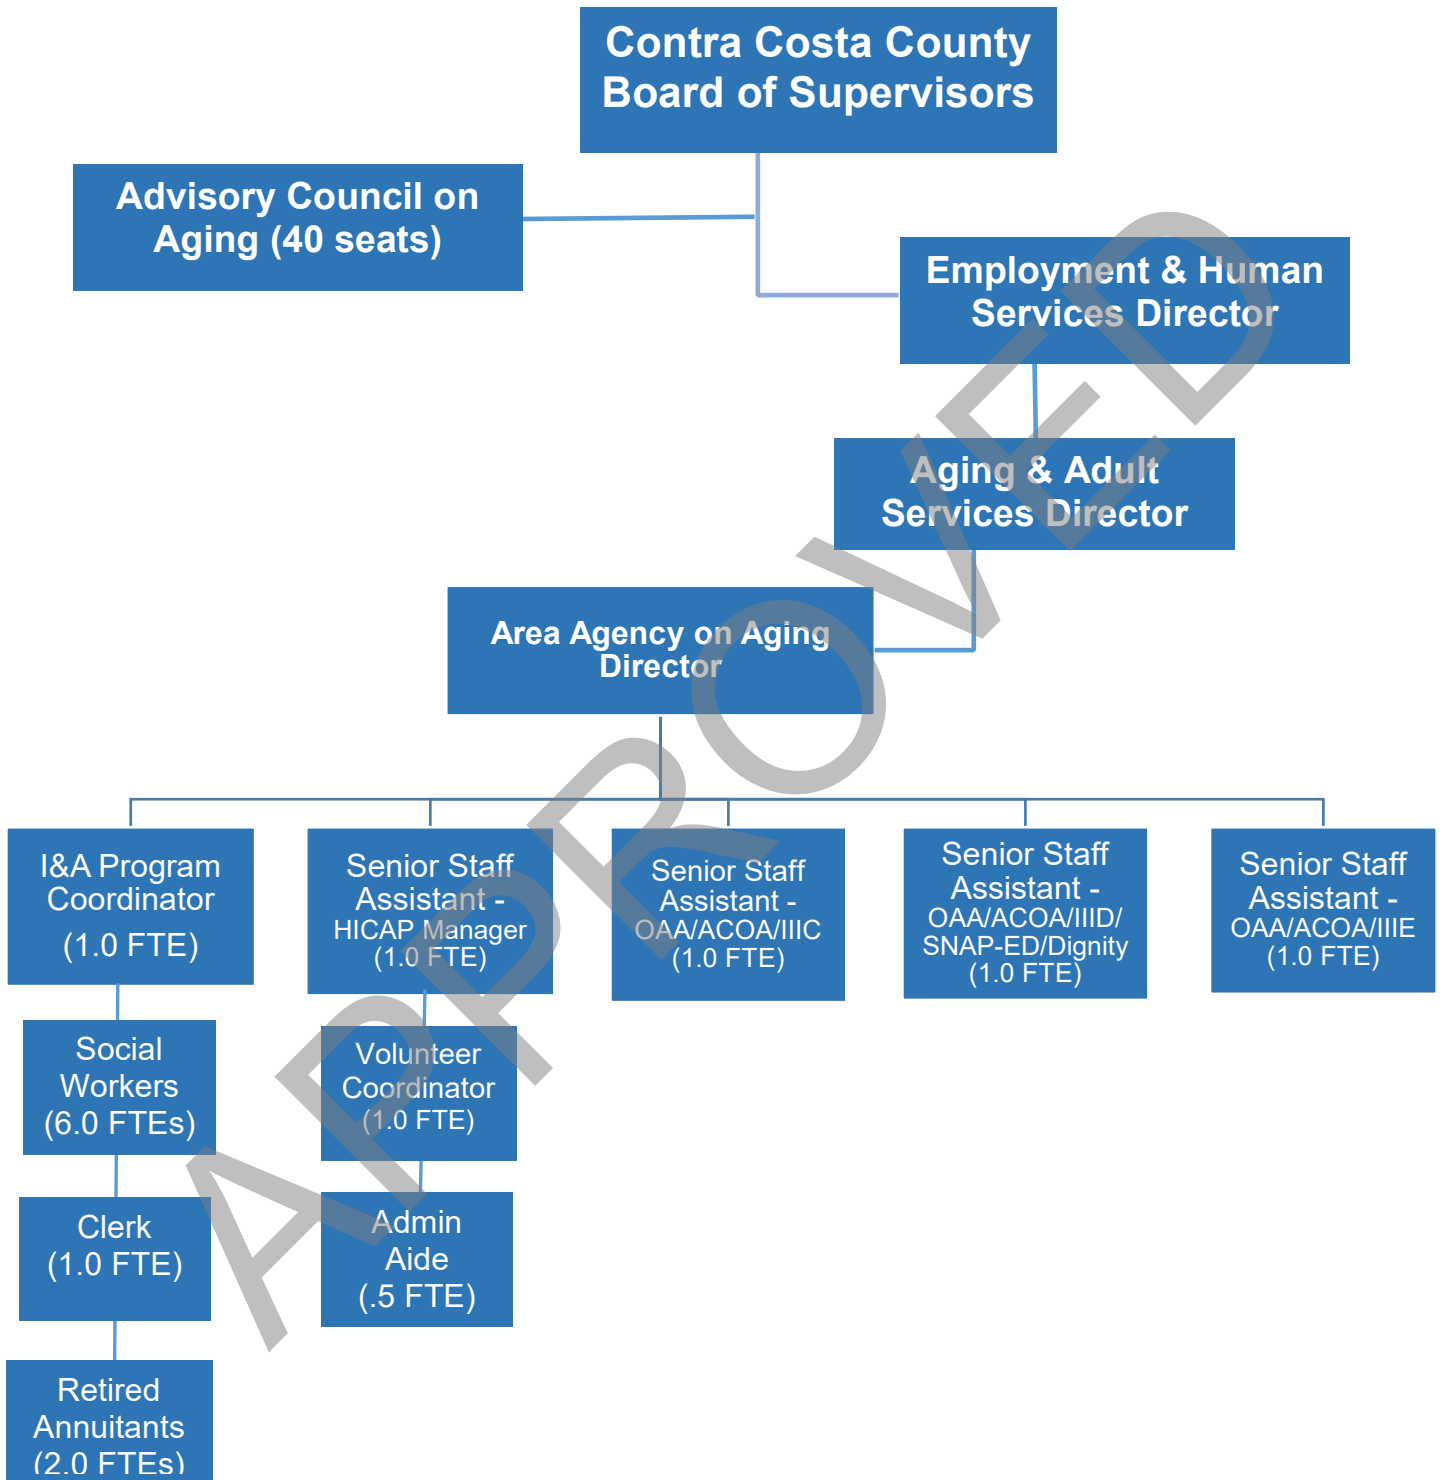 Contra Costa County
Board of Supervisors
Advisory Council on
Aging (40 seats)
Employment & Human
Services Director
Aging & Adult
Services Director
Area Agency on Aging
Director
I&A Program
Coordinator
(1.0 FTE)
Senior Staff
Assistant -
HICAP Manager
(1.0 FTE)
Senior Staff
Assistant -
OAA/ACOA/IIIC
(1.0 FTE)
Senior Staff
Assistant -
OAA/ACOA/IIID/
SNAP-ED/Dignity
(1.0 FTE)
Senior Staff
Assistant -
OAA/ACOA/IIIE
(1.0 FTE)
Social
Workers
(6.0 FTEs)
Clerk
(1.0 FTE)
Retired
Annuitants
(2.0 FTEs)
Volunteer
Coordinator
(1.0 FTE)
Admin
Aide
(.5 FTE)
APPROVED